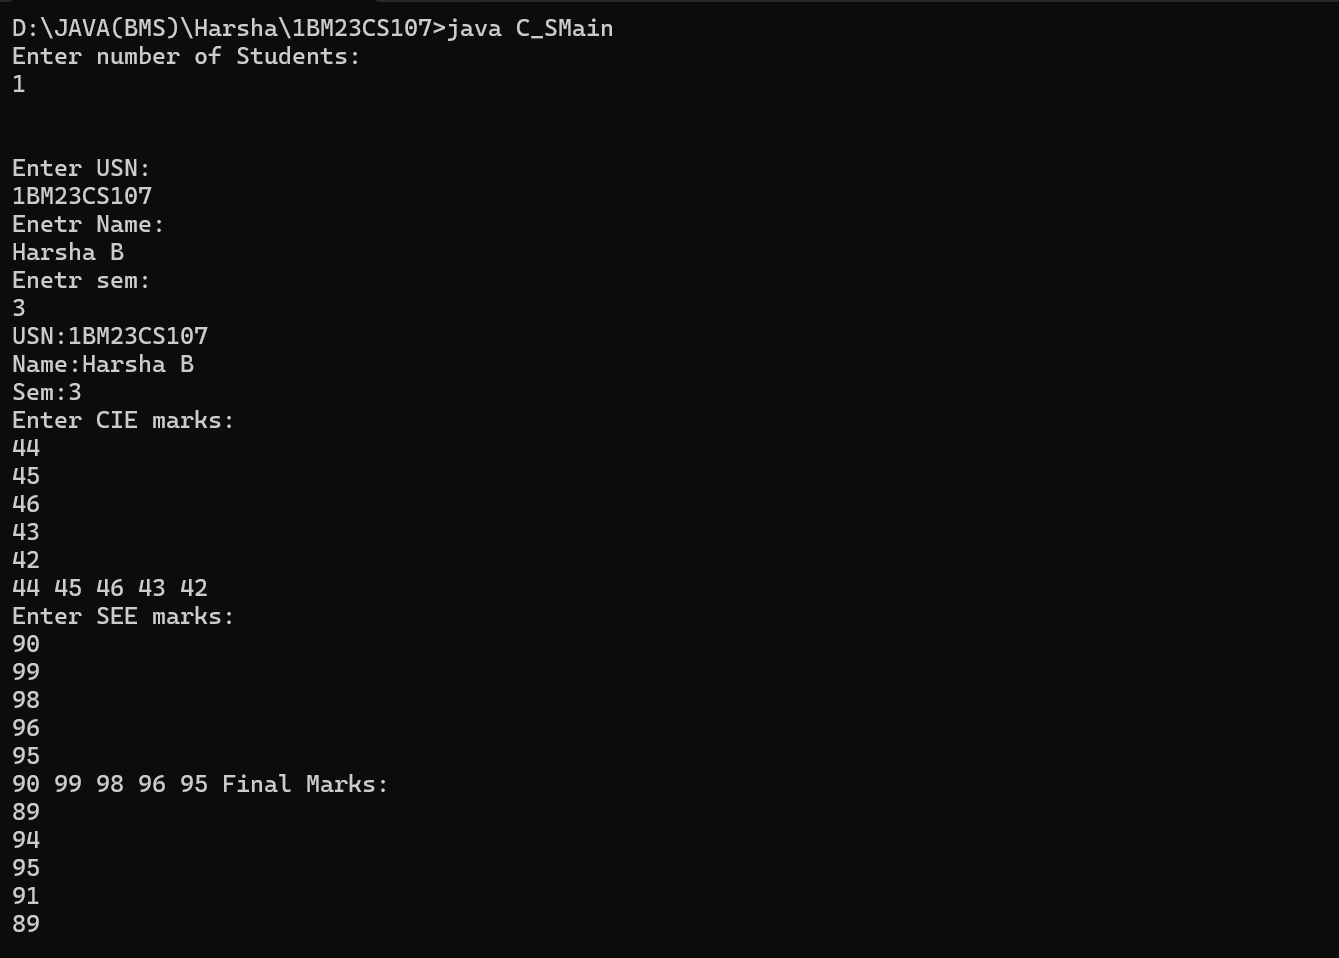 D:\JAVA(BMS)\Harsha\1BM23CS107>java C_SMain
Enter number of Students:
1
Enter USN:
1BM23CS107
Enetr Name:
Harsha B
Enetr sem:
3
USN:1BM23CS107
Name:Harsha B
Sem:3
Enter CIE marks:
44
45
46
43
42
44 45 46 43 42
Enter SEE marks:
90
99
98
96
95
90 99 98 96 95 Final Marks:
89
94
95
91
89